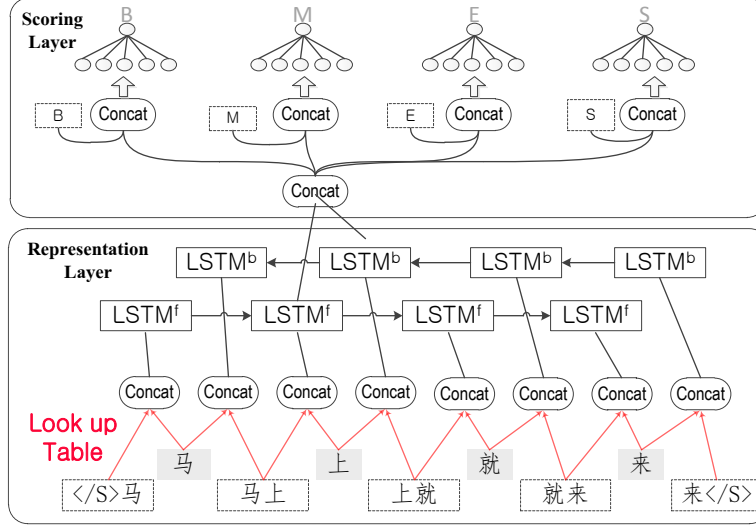 Scoring
Layer
B M E S
B Concat M Concat E Concat S Concat
Concat
Representation
Layer
LSTMᵇ LSTMᵇ LSTMᵇ LSTMᵇ
LSTMᶠ LSTMᶠ LSTMᶠ LSTMᶠ
Concat Concat Concat Concat Concat Concat Concat Concat
Look up
Table
马 上 就 来
</S>马 马上 上就 就来 来</S>